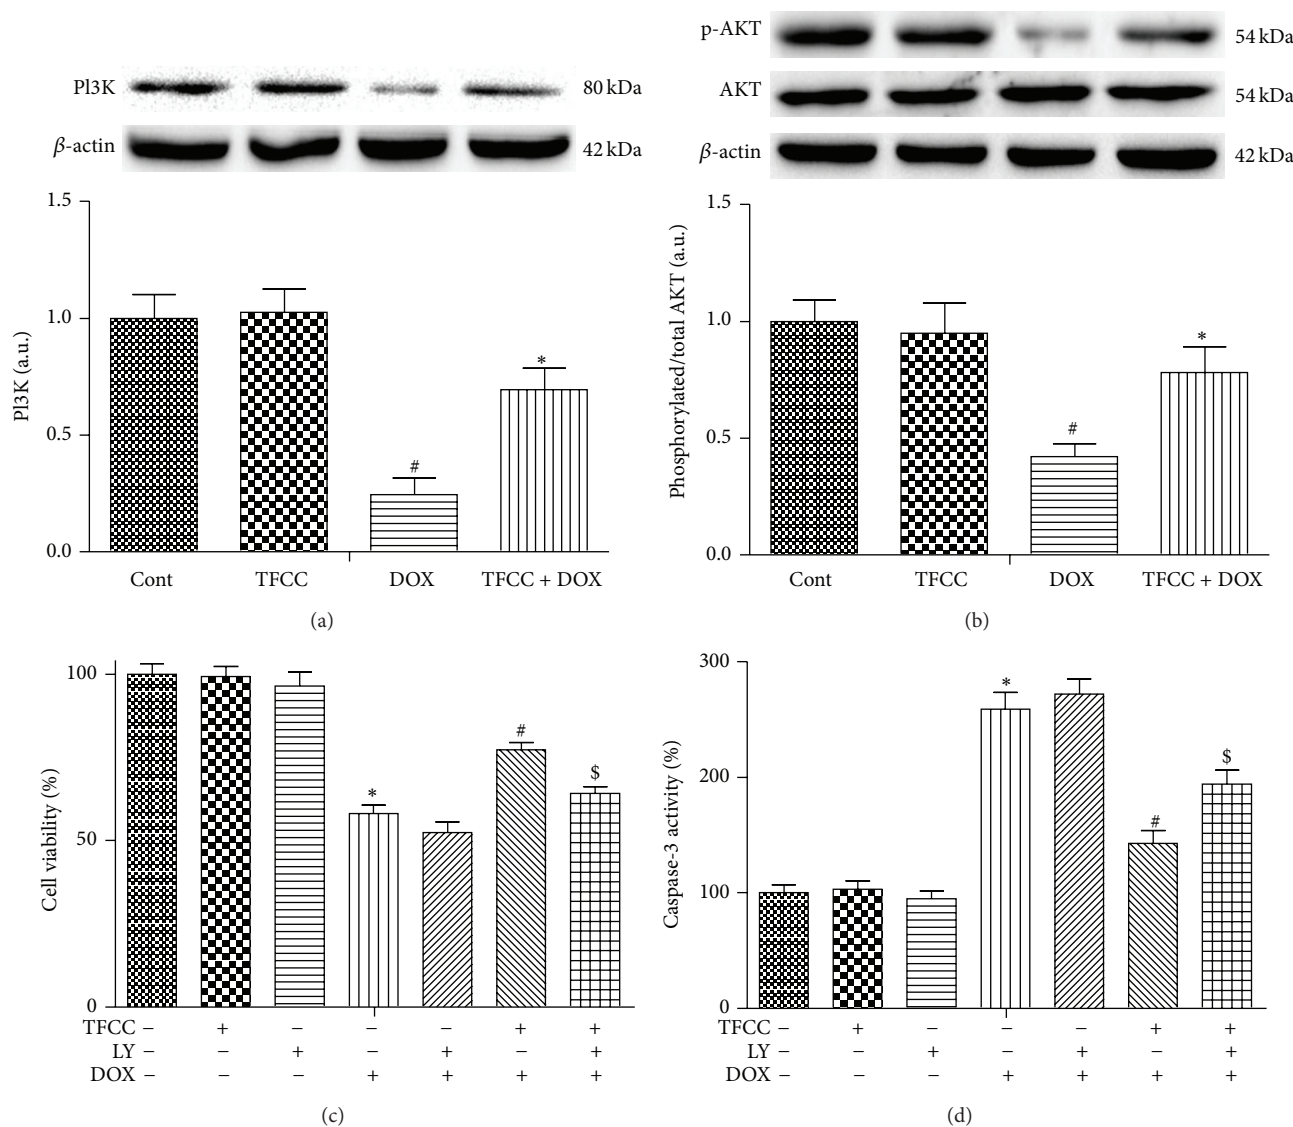 PI3K 80 kDa
β-actin 42 kDa
1.5
1.0
0.5
0.0
PI3K (a.u.)
#
*
Cont TFCC DOX TFCC + DOX
(a)
p-AKT 54 kDa
AKT 54 kDa
β-actin 42 kDa
1.5
1.0
0.5
0.0
Phosphorylated/total AKT (a.u.)
#
*
Cont TFCC DOX TFCC + DOX
(b)
100
50
0
Cell viability (%)
*
#
$
TFCC − + − − − + +
LY − − + − + − +
DOX − − − + + + +
(c)
300
200
100
0
Caspase-3 activity (%)
*
#
$
TFCC − + − − − + +
LY − − + − + − +
DOX − − − + + + +
(d)